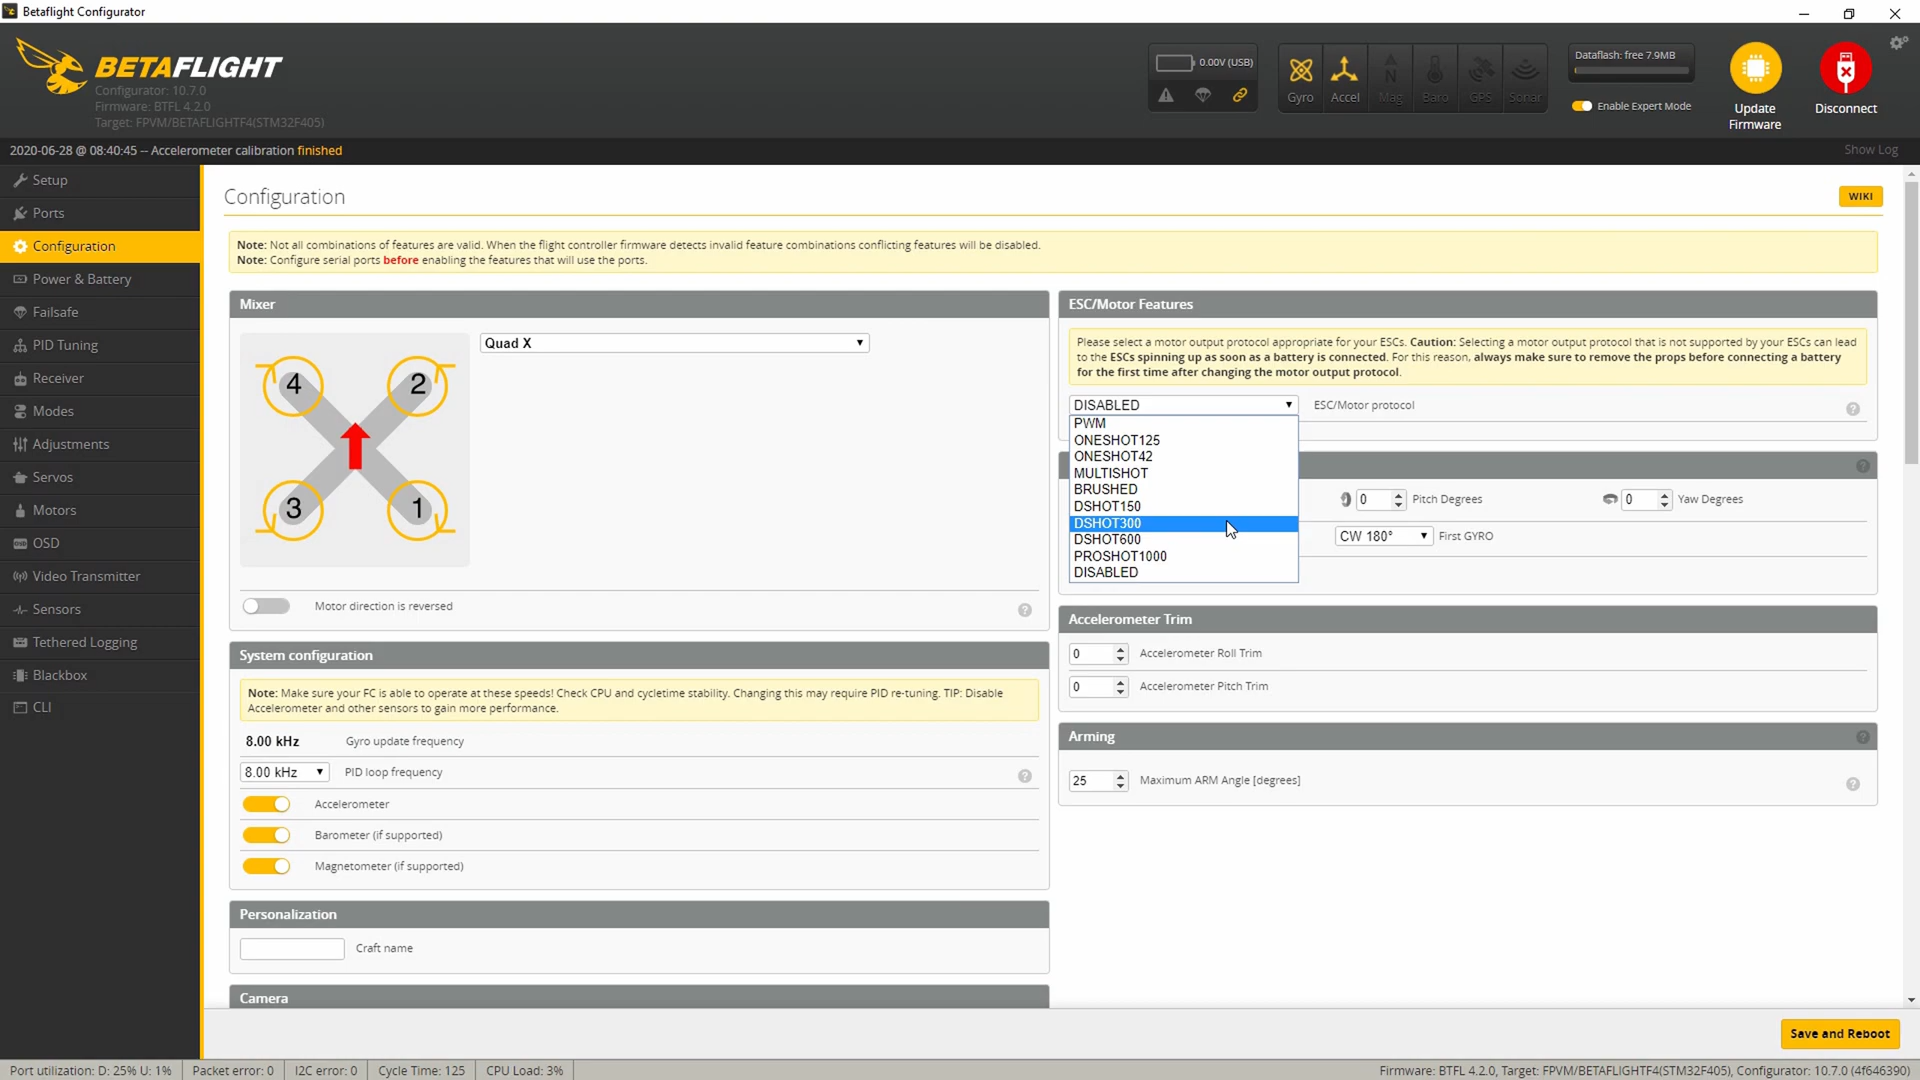 Betaflight Configurator
BETAFLIGHT
Configurator: 10.7.0
Firmware: BTFL 4.2.0
Target: FPVM/BETAFLIGHTF4(STM32F405)
0.00V (USB)
Gyro
Accel
Mag
Baro
GPS
Sonar
Dataflash: free 7.9MB
Enable Expert Mode
Update
Firmware
Disconnect
2020-06-28 @ 08:40:45 -- Accelerometer calibration finished
Show Log
Setup
Ports
Configuration
Power & Battery
Failsafe
PID Tuning
Receiver
Modes
Adjustments
Servos
Motors
OSD
Video Transmitter
Sensors
Tethered Logging
Blackbox
CLI
Configuration
WIKI
Note: Not all combinations of features are valid. When the flight controller firmware detects invalid feature combinations conflicting features will be disabled.
Note: Configure serial ports before enabling the features that will use the ports.
Mixer
Quad X
4
2
3
1
Motor direction is reversed
System configuration
Note: Make sure your FC is able to operate at these speeds! Check CPU and cycletime stability. Changing this may require PID re-tuning. TIP: Disable
Accelerometer and other sensors to gain more performance.
8.00 kHz Gyro update frequency
8.00 kHz PID loop frequency
Accelerometer
Barometer (if supported)
Magnetometer (if supported)
Personalization
Craft name
Camera
ESC/Motor Features
Please select a motor output protocol appropriate for your ESCs. Caution: Selecting a motor output protocol that is not supported by your ESCs can lead
to the ESCs spinning up as soon as a battery is connected. For this reason, always make sure to remove the props before connecting a battery
for the first time after changing the motor output protocol.
DISABLED ESC/Motor protocol
PWM
ONESHOT125
ONESHOT42
MULTISHOT
BRUSHED
DSHOT150
DSHOT300
DSHOT600
PROSHOT1000
DISABLED
0 Pitch Degrees
0 Yaw Degrees
CW 180° First GYRO
Accelerometer Trim
0 Accelerometer Roll Trim
0 Accelerometer Pitch Trim
Arming
25 Maximum ARM Angle [degrees]
Save and Reboot
Port utilization: D: 25% U: 1%
Packet error: 0
I2C error: 0
Cycle Time: 125
CPU Load: 3%
Firmware: BTFL 4.2.0, Target: FPVM/BETAFLIGHTF4(STM32F405), Configurator: 10.7.0 (4f646390)